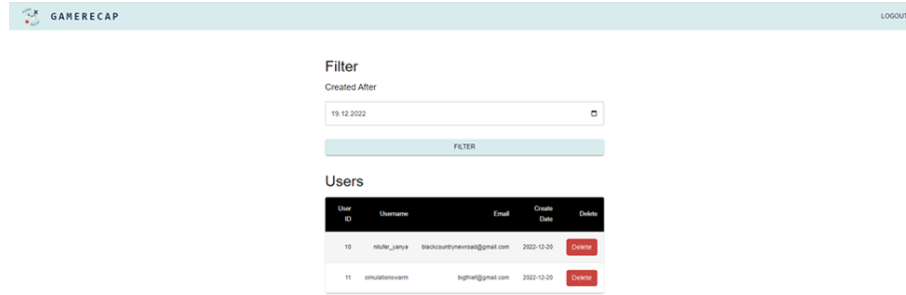 GAMERECAP
LOGOUT
Filter
Created After
19.12.2022
FILTER
Users
User ID Username Email Create Date Delete
10 nilufer_yanya blackcountrynewroad@gmail.com 2022-12-20 Delete
11 simulationswarm bigthief@gmail.com 2022-12-20 Delete